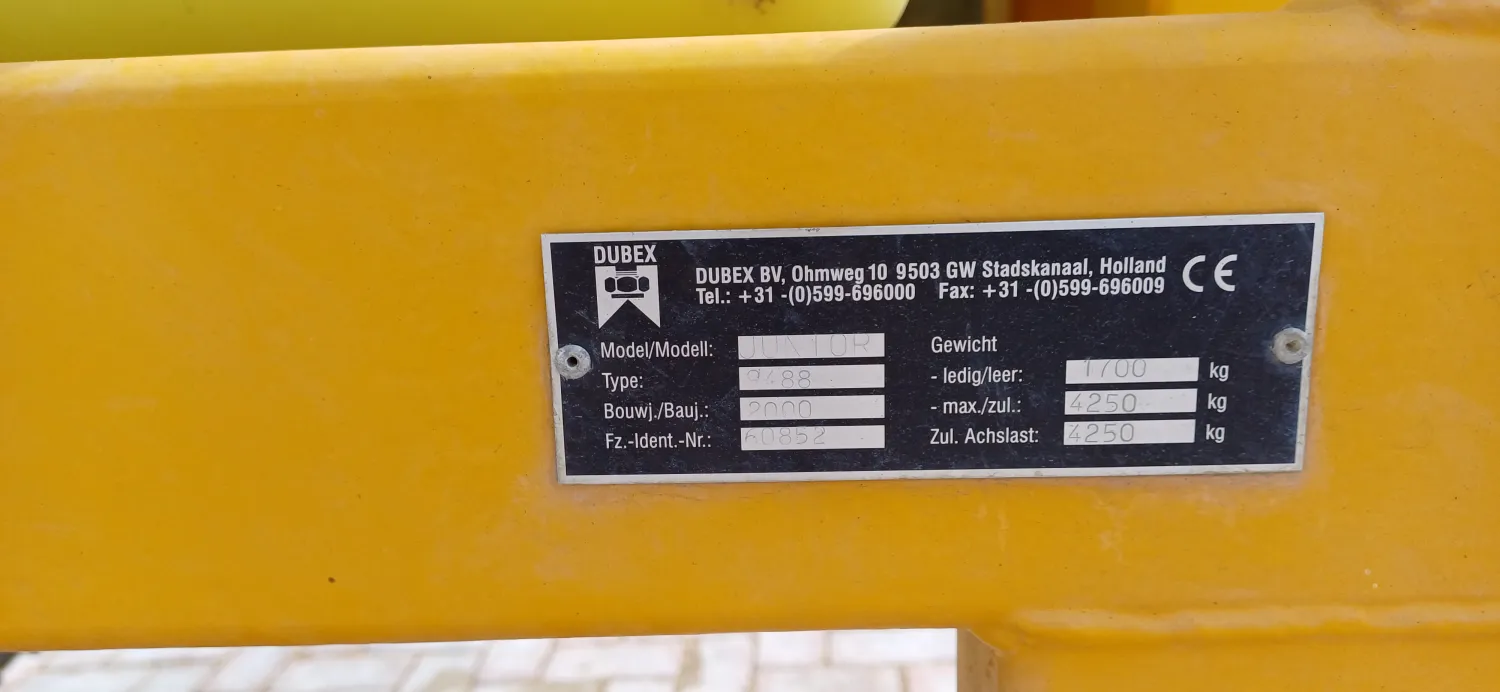 DUBEX
DUBEX BV, Ohmweg 10 9503 GW Stadskanaal, Holland
Tel.: +31 -(0)599-696000 Fax: +31 -(0)599-696009
CE
Model/Modell: JUNIOR
Type: 9488
Bouwj./Bauj.: 2000
Fz.-Ident.-Nr.: 60852
Gewicht
- ledig/leer: 1700 kg
- max./zul.: 4250 kg
Zul. Achslast: 4250 kg